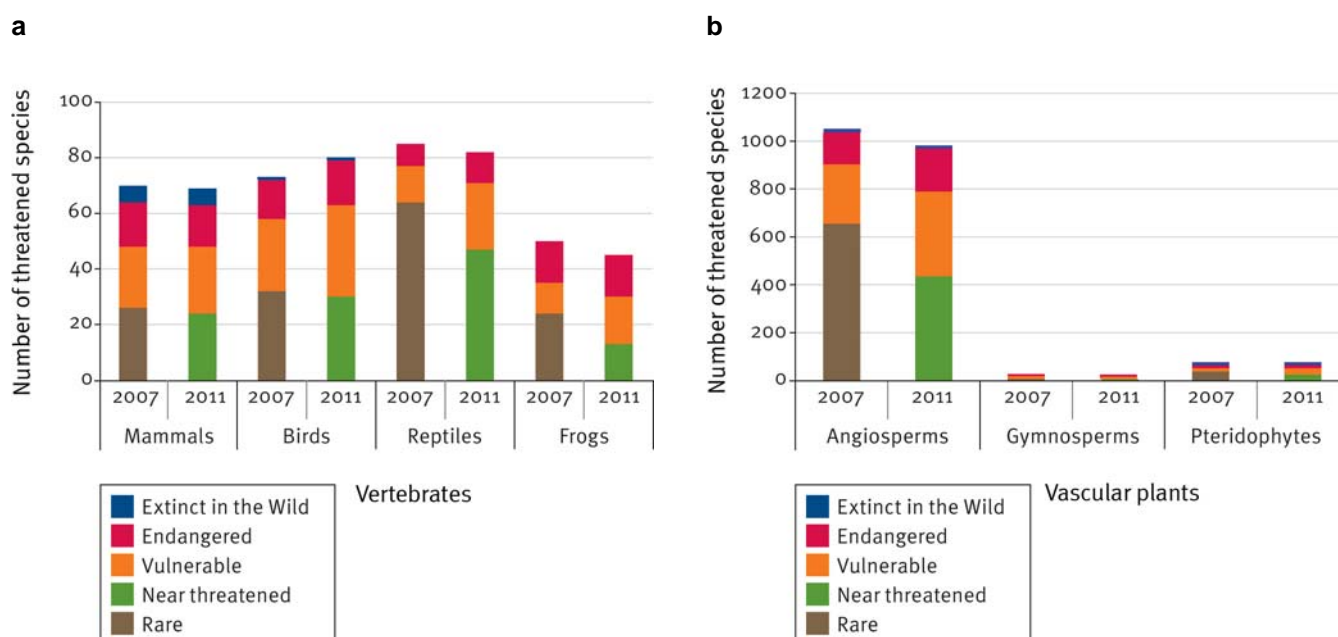 a
Number of threatened species
100
80
60
40
20
0
2007 2011 2007 2011 2007 2011 2007 2011
Mammals Birds Reptiles Frogs
Vertebrates
Extinct in the Wild
Endangered
Vulnerable
Near threatened
Rare
b
Number of threatened species
1200
1000
800
600
400
200
0
2007 2011 2007 2011 2007 2011
Angiosperms Gymnosperms Pteridophytes
Vascular plants
Extinct in the Wild
Endangered
Vulnerable
Near threatened
Rare